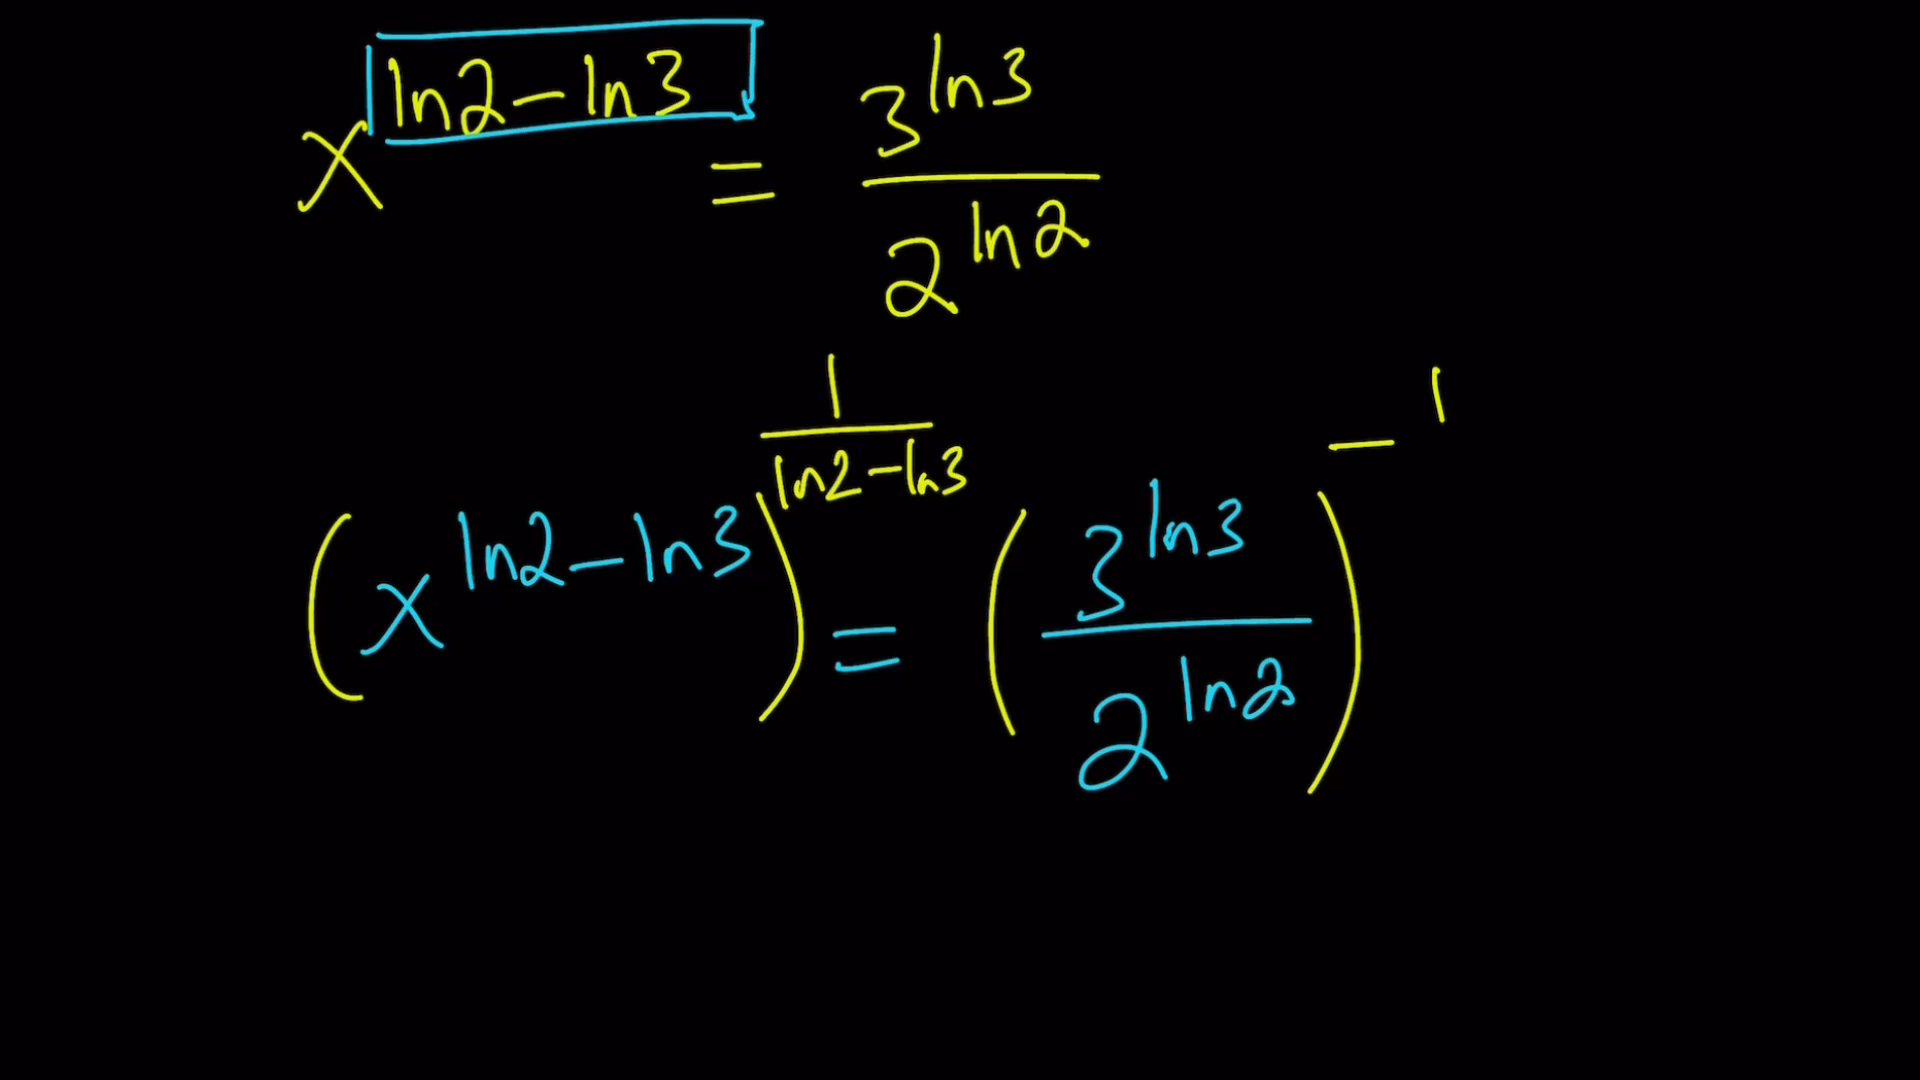 x^(ln2-ln3) = 3^(ln3) / 2^(ln2)
(x^(ln2-ln3))^(1/(ln2-ln3)) = (3^(ln3) / 2^(ln2))^(- 1